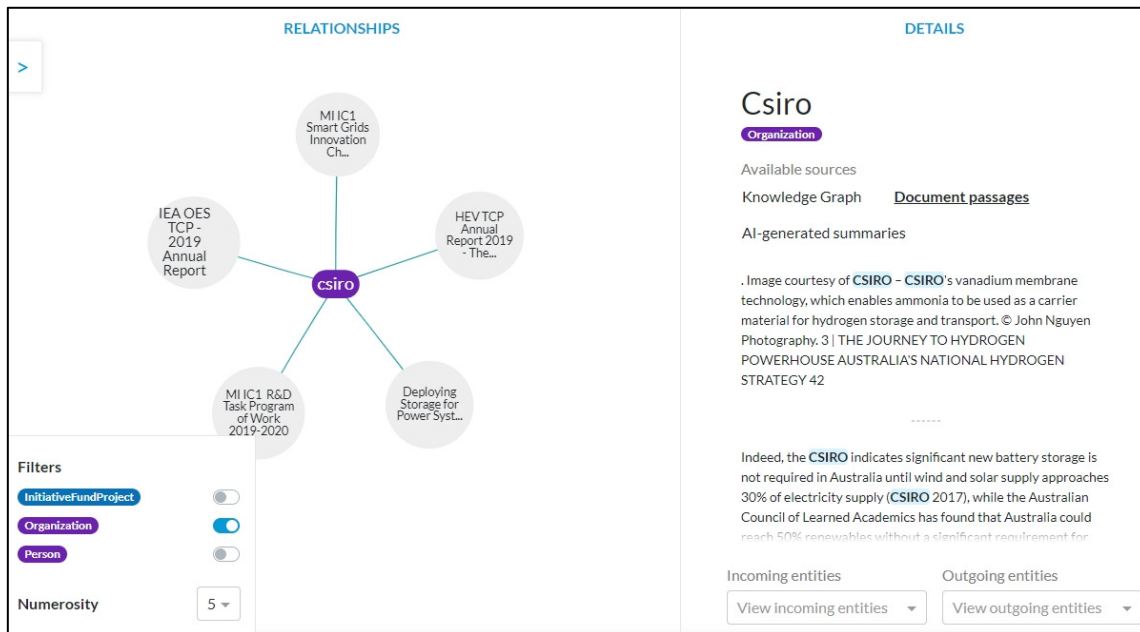 RELATIONSHIPS
>
MI IC1
Smart Grids
Innovation
Ch...
IEA OES
TCP -
2019
Annual
Report
HEV TCP
Annual
Report 2019
- The...
csiro
MI IC1 R&D
Task Program
of Work
2019-2020
Deploying
Storage for
Power Syst...
Filters
InitiativeFundProject
Organization
Person
Numerosity
5
DETAILS
Csiro
Organization
Available sources
Knowledge Graph
Document passages
AI-generated summaries
. Image courtesy of CSIRO – CSIRO's vanadium membrane
technology, which enables ammonia to be used as a carrier
material for hydrogen storage and transport. © John Nguyen
Photography. 3 | THE JOURNEY TO HYDROGEN
POWERHOUSE AUSTRALIA'S NATIONAL HYDROGEN
STRATEGY 42
------
Indeed, the CSIRO indicates significant new battery storage is
not required in Australia until wind and solar supply approaches
30% of electricity supply (CSIRO 2017), while the Australian
Council of Learned Academics has found that Australia could
reach 50% renewables without a significant requirement for
Incoming entities
View incoming entities
Outgoing entities
View outgoing entities